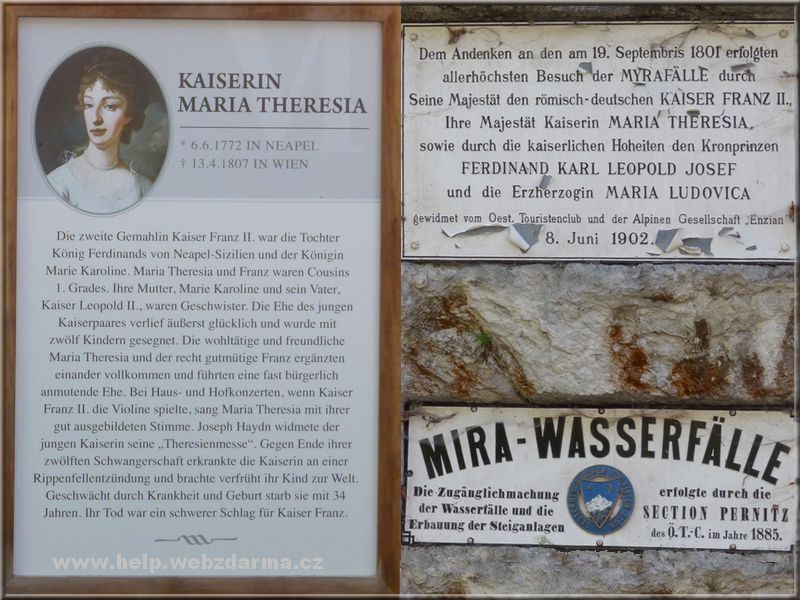 KAISERIN
MARIA THERESIA
* 6.6.1772 IN NEAPEL
† 13.4.1807 IN WIEN
Die zweite Gemahlin Kaiser Franz II. war die Tochter
König Ferdinands von Neapel-Sizilien und der Königin
Marie Karoline. Maria Theresia und Franz waren Cousins
1. Grades. Ihre Mutter, Marie Karoline und sein Vater,
Kaiser Leopold II., waren Geschwister. Die Ehe des jungen
Kaiserpaares verlief äußerst glücklich und wurde mit
zwölf Kindern gesegnet. Die wohltätige und freundliche
Maria Theresia und der recht gutmütige Franz ergänzten
einander vollkommen und führten eine fast bürgerlich
anmutende Ehe. Bei Haus- und Hofkonzerten, wenn Kaiser
Franz II. die Violine spielte, sang Maria Theresia mit ihrer
gut ausgebildeten Stimme. Joseph Haydn widmete der
jungen Kaiserin seine „Theresienmesse“. Gegen Ende ihrer
zwölften Schwangerschaft erkrankte die Kaiserin an einer
Rippenfellentzündung und brachte verfrüht ihr Kind zur Welt.
Geschwächt durch Krankheit und Geburt starb sie mit 34
Jahren. Ihr Tod war ein schwerer Schlag für Kaiser Franz.
www.help.webzdarma.cz
Dem Andenken an den am 19. Septembris 1801 erfolgten
allerhöchsten Besuch der MYRAFÄLLE durch
Seine Majestät den römisch-deutschen KAISER FRANZ II.,
Ihre Majestät Kaiserin MARIA THERESIA,
sowie durch die kaiserlichen Hoheiten den Kronprinzen
FERDINAND KARL LEOPOLD JOSEF
und die Erzherzogin MARIA LUDOVICA
gewidmet vom Oest. Touristenclub und der Alpinen Gesellschaft „Enzian“
8. Juni 1902.
MIRA-WASSERFÄLLE
Die Zugänglichmachung
der Wasserfälle und die
Erbauung der Steiganlagen
erfolgte durch die
SECTION PERNITZ
des Ö.T.-C. im Jahre 1885.